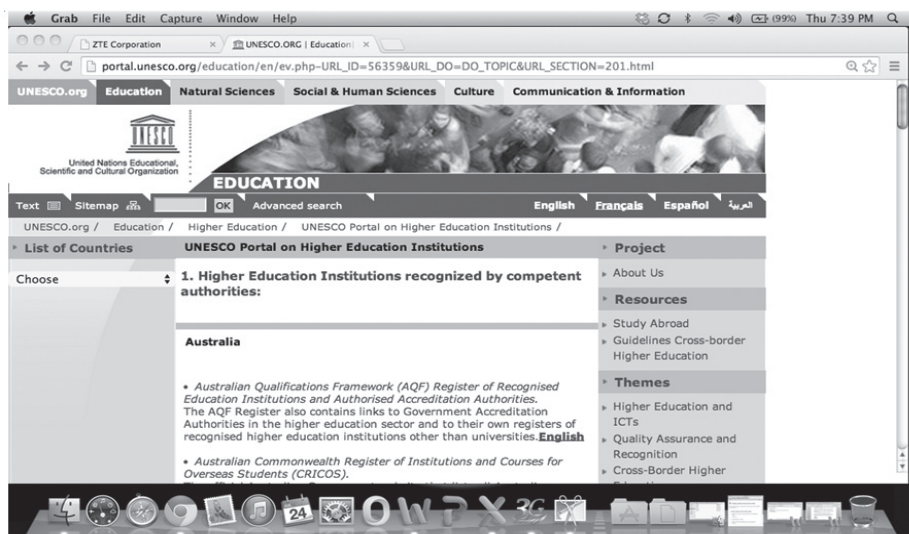 Grab File Edit Capture Window Help (99%) Thu 7:39 PM
ZTE Corporation × UNESCO.ORG | Education ×
portal.unesco.org/education/en/ev.php-URL_ID=56359&URL_DO=DO_TOPIC&URL_SECTION=201.html
UNESCO.org Education Natural Sciences Social & Human Sciences Culture Communication & Information
UNESCO
United Nations Educational,
Scientific and Cultural Organization
EDUCATION
Text Sitemap OK Advanced search English Français Español العربية
UNESCO.org / Education / Higher Education / UNESCO Portal on Higher Education Institutions /
List of Countries
Choose
UNESCO Portal on Higher Education Institutions
1. Higher Education Institutions recognized by competent
authorities:
Australia
• Australian Qualifications Framework (AQF) Register of Recognised
Education Institutions and Authorised Accreditation Authorities.
The AQF Register also contains links to Government Accreditation
Authorities in the higher education sector and to their own registers of
recognised higher education institutions other than universities.English
• Australian Commonwealth Register of Institutions and Courses for
Overseas Students (CRICOS).
Project
About Us
Resources
Study Abroad
Guidelines Cross-border
Higher Education
Themes
Higher Education and
ICTs
Quality Assurance and
Recognition
Cross-Border Higher
24
3G